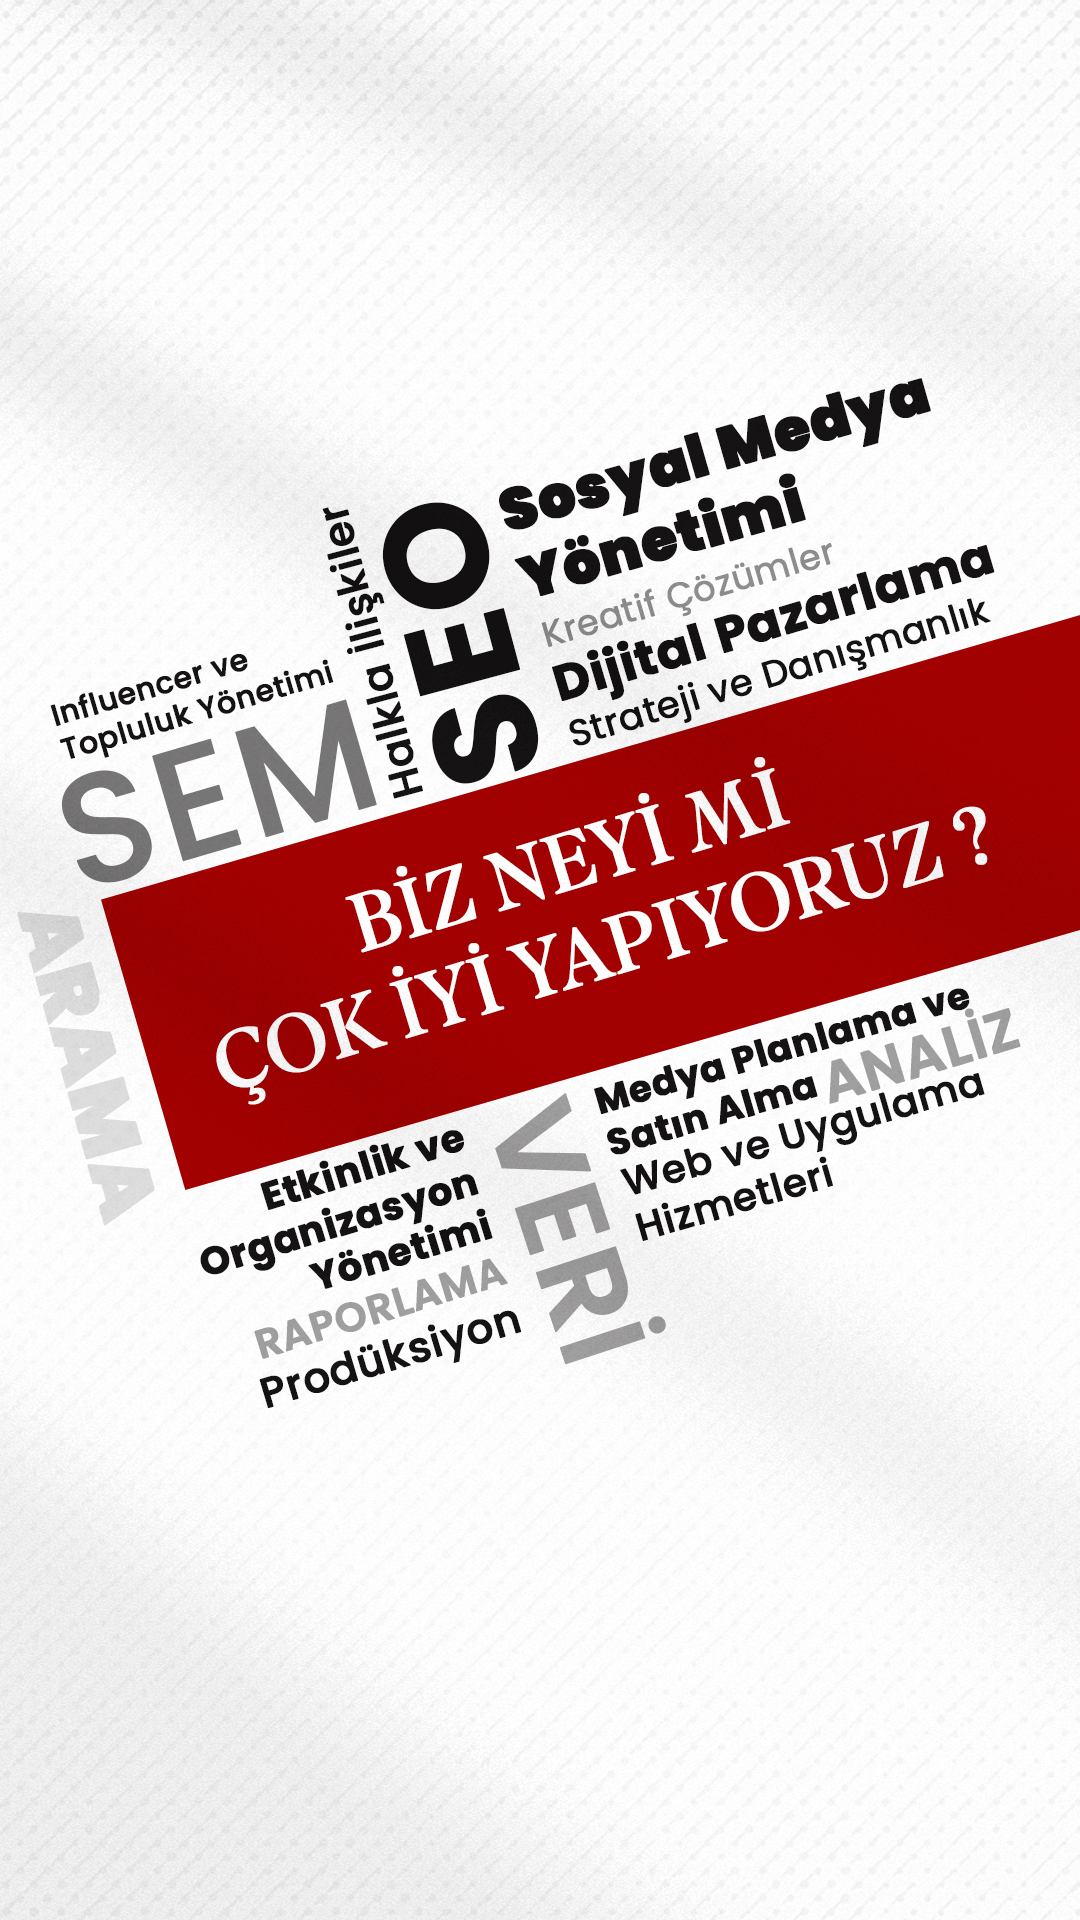 Sosyal Medya
Yönetimi
Kreatif Çözümler
Dijital Pazarlama
Strateji ve Danışmanlık
SEO
Halkla İlişkiler
Influencer ve
Topluluk Yönetimi
SEM
BİZ NEYİ Mİ
ÇOK İYİ YAPIYORUZ ?
ARAMA
Medya Planlama ve
Satın Alma ANALİZ
Web ve Uygulama
Hizmetleri
VERİ
Etkinlik ve
Organizasyon
Yönetimi
RAPORLAMA
Prodüksiyon